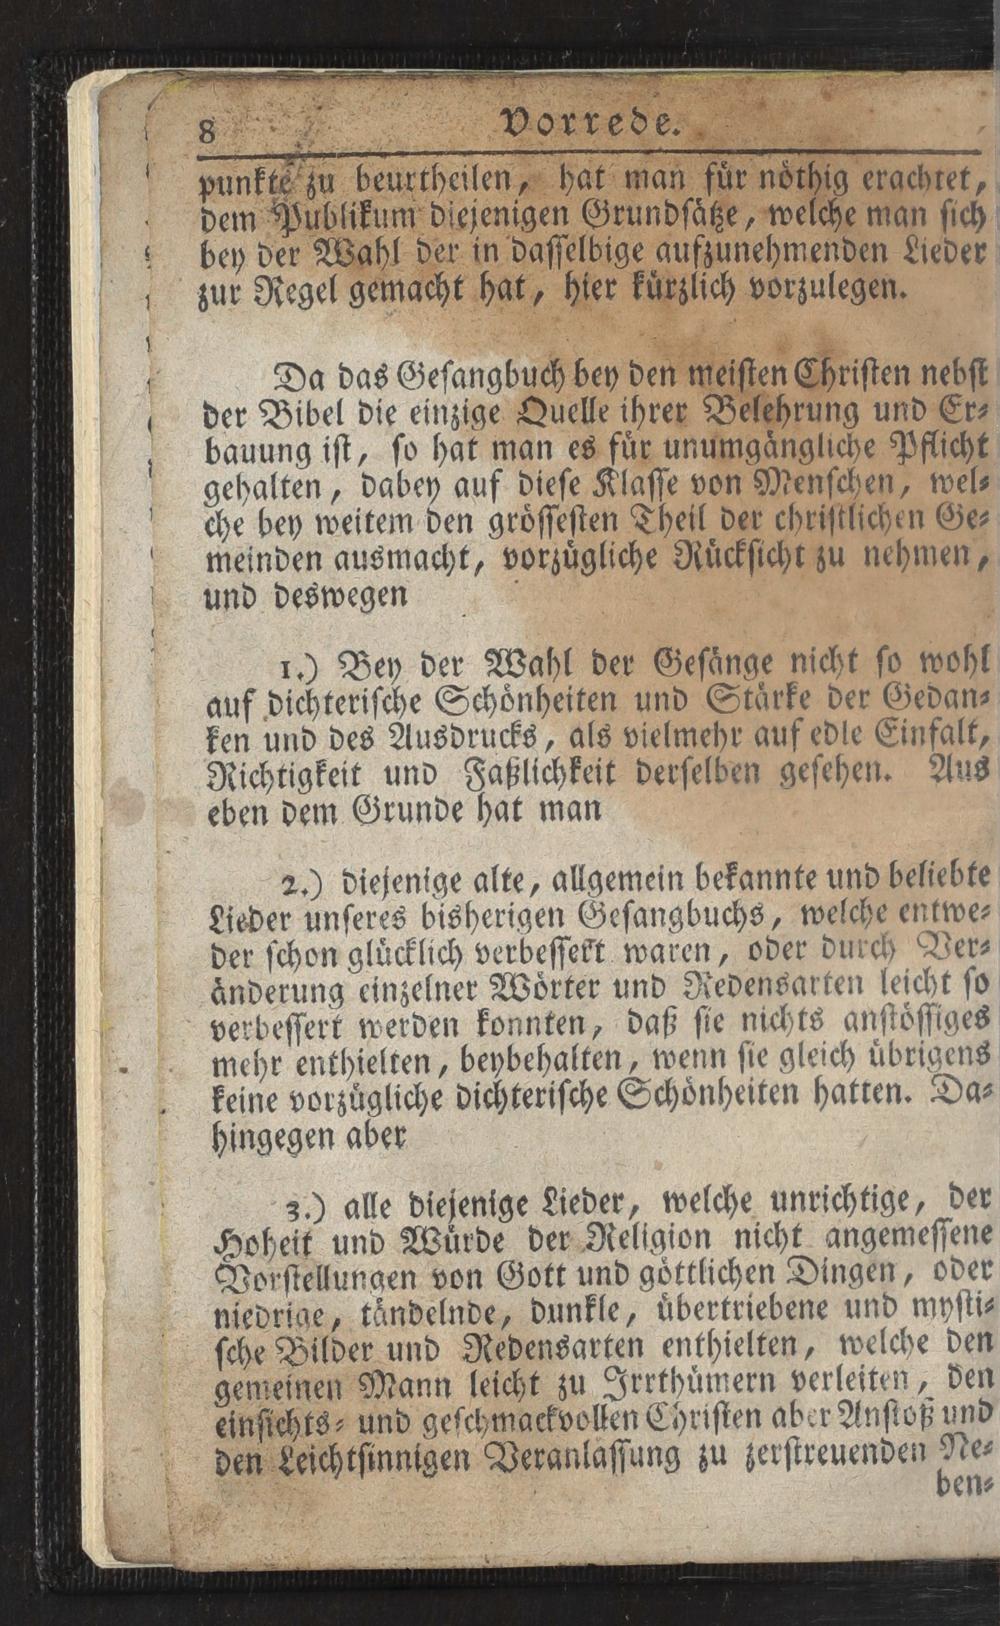 8 Vorrede.
punkte zu beurtheilen, hat man für nöthig erachtet,
dem Publikum diejenigen Grundsätze, welche man sich
bey der Wahl der in dasselbige aufzunehmenden Lieder
zur Regel gemacht hat, hier kürzlich vorzulegen.
Da das Gesangbuch bey den meisten Christen nebst
der Bibel die einzige Quelle ihrer Belehrung und Er-
bauung ist, so hat man es für unumgängliche Pflicht
gehalten, dabey auf diese Klasse von Menschen, wel-
che bey weitem den grössesten Theil der christlichen Ge-
meinden ausmacht, vorzügliche Rücksicht zu nehmen,
und deswegen
1.) Bey der Wahl der Gesänge nicht so wohl
auf dichterische Schönheiten und Stärke der Gedan-
ken und des Ausdrucks, als vielmehr auf edle Einfalt,
Richtigkeit und Faßlichkeit derselben gesehen. Aus
eben dem Grunde hat man
2.) diejenige alte, allgemein bekannte und beliebte
Lieder unseres bisherigen Gesangbuchs, welche entwe-
der schon glücklich verbessert waren, oder durch Ver-
änderung einzelner Wörter und Redensarten leicht so
verbessert werden konnten, daß sie nichts anstössiges
mehr enthielten, beybehalten, wenn sie gleich übrigens
keine vorzügliche dichterische Schönheiten hatten. Da-
hingegen aber
3.) alle diejenige Lieder, welche unrichtige, der
Hoheit und Würde der Religion nicht angemessene
Vorstellungen von Gott und göttlichen Dingen, oder
niedrige, tändelnde, dunkle, übertriebene und mysti-
sche Bilder und Redensarten enthielten, welche den
gemeinen Mann leicht zu Irrthümern verleiten, den
einsichts- und geschmackvollen Christen aber Anstoß und
den Leichtsinnigen Veranlassung zu zerstreuenden Ne-
ben-